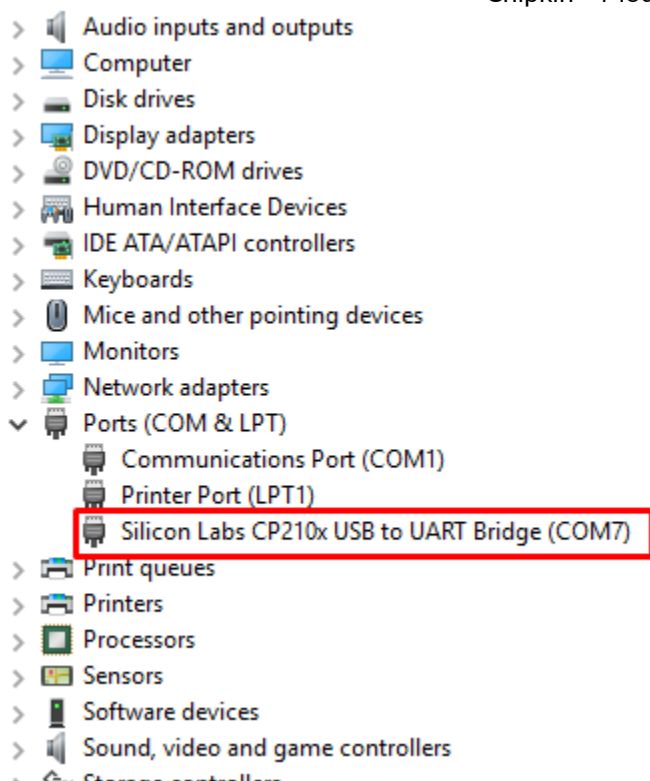 Audio inputs and outputs
Computer
Disk drives
Display adapters
DVD/CD-ROM drives
Human Interface Devices
IDE ATA/ATAPI controllers
Keyboards
Mice and other pointing devices
Monitors
Network adapters
Ports (COM & LPT)
Communications Port (COM1)
Printer Port (LPT1)
Silicon Labs CP210x USB to UART Bridge (COM7)
Print queues
Printers
Processors
Sensors
Software devices
Sound, video and game controllers
Storage controllers